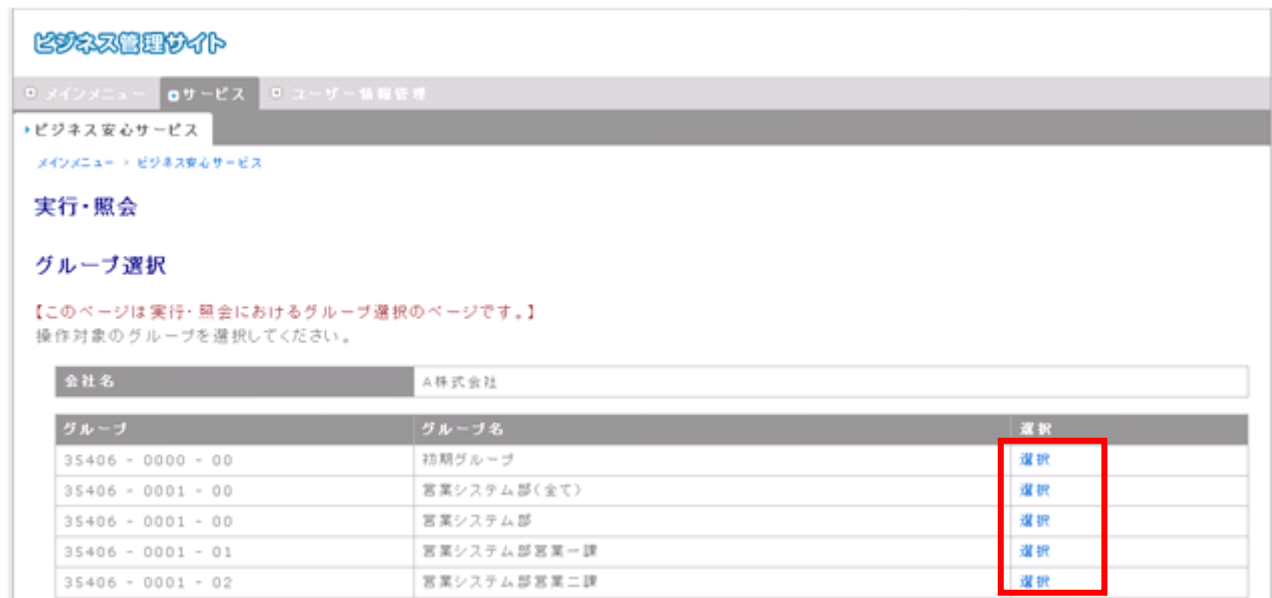 ビジネス管理サイト
メインメニュー サービス ユーザー情報管理
ビジネス安心サービス
メインメニュー > ビジネス安心サービス
実行・照会
グループ選択
【このページは実行・照会におけるグループ選択のページです。】
操作対象のグループを選択してください。
会社名 A株式会社
グループ グループ名 選択
35406 - 0000 - 00 初期グループ 選択
35406 - 0001 - 00 営業システム部(全て) 選択
35406 - 0001 - 00 営業システム部 選択
35406 - 0001 - 01 営業システム部営業一課 選択
35406 - 0001 - 02 営業システム部営業二課 選択